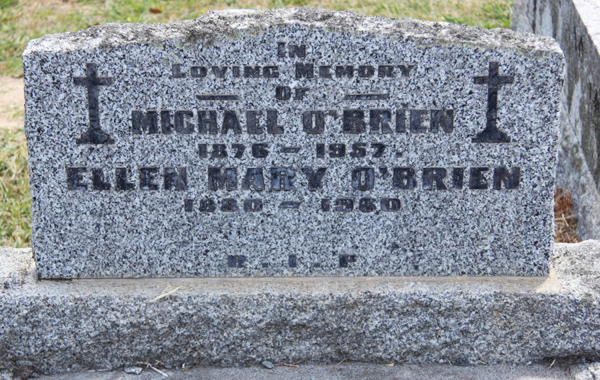 IN
LOVING MEMORY
OF
MICHAEL O'BRIEN
1876 - 1957.
ELLEN MARY O'BRIEN
1880 - 1960
R.I.P